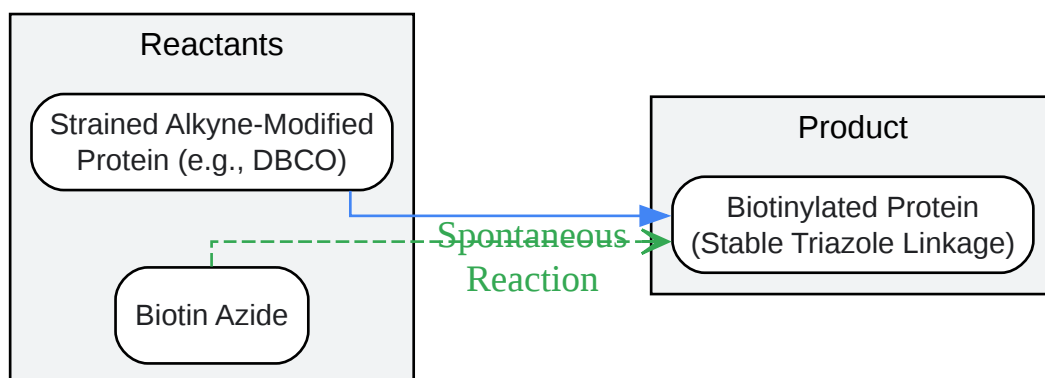 Reactants
Strained Alkyne-Modified
Protein (e.g., DBCO)
Biotin Azide
Spontaneous
Reaction
Product
Biotinylated Protein
(Stable Triazole Linkage)